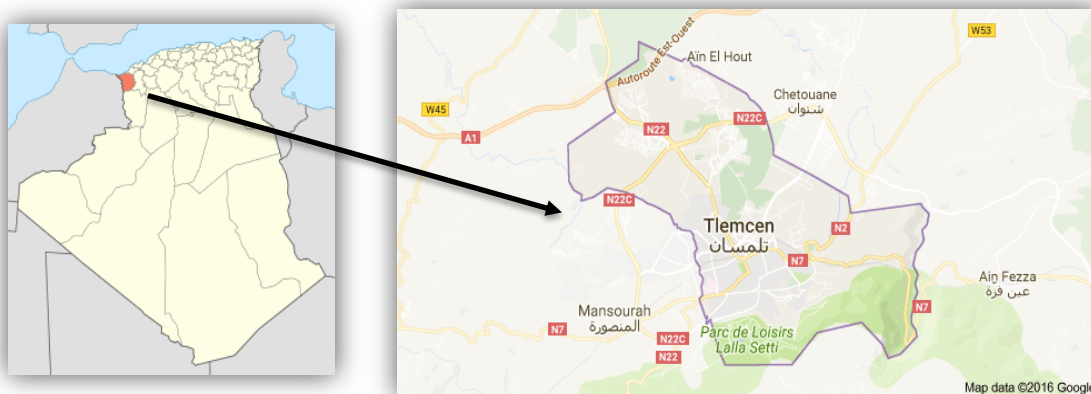 W53
Aïn El Hout
Autoroute Est-Ouest
Chetouane
شتوان
W45
A1
N22
N22C
N22C
Tlemcen
تلمسان
N2
N7
Ain Fezza
عين فزة
Mansourah
المنصورة
N7
N7
Parc de Loisirs
Lalla Setti
N22C
N22
Map data ©2016 Google